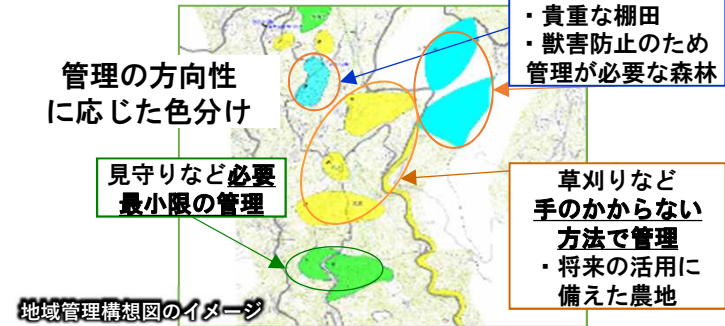 管理の方向性
に応じた色分け
・貴重な棚田
・獣害防止のため
管理が必要な森林
見守りなど必要
最小限の管理
草刈りなど
手のかからない
方法で管理
・将来の活用に
備えた農地
地域管理構想図のイメージ